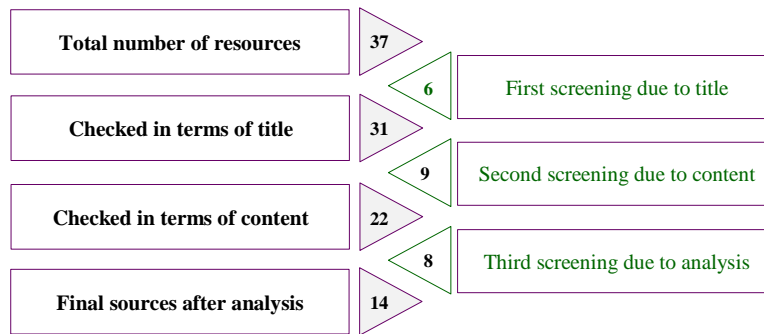 Total number of resources
37
6
First screening due to title
Checked in terms of title
31
9
Second screening due to content
Checked in terms of content
22
8
Third screening due to analysis
Final sources after analysis
14